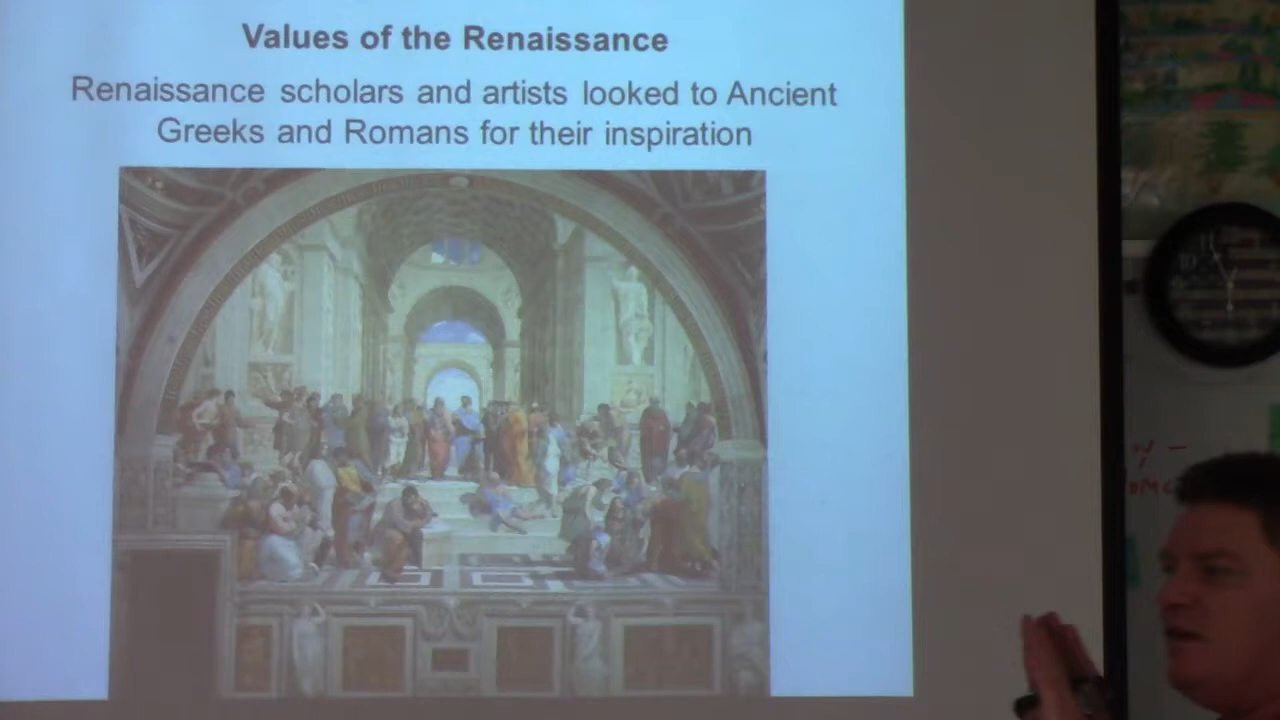 Values of the Renaissance
Renaissance scholars and artists looked to Ancient
Greeks and Romans for their inspiration